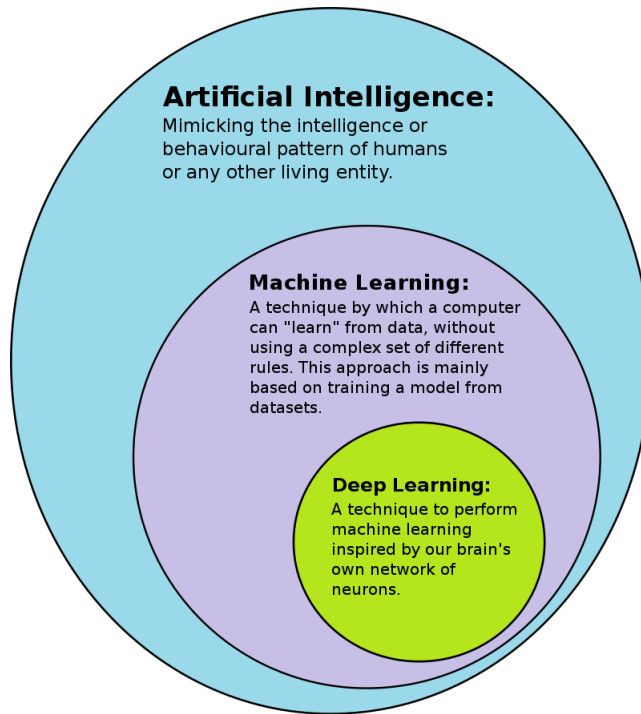 Artificial Intelligence:
Mimicking the intelligence or
behavioural pattern of humans
or any other living entity.
Machine Learning:
A technique by which a computer
can "learn" from data, without
using a complex set of different
rules. This approach is mainly
based on training a model from
datasets.
Deep Learning:
A technique to perform
machine learning
inspired by our brain's
own network of
neurons.